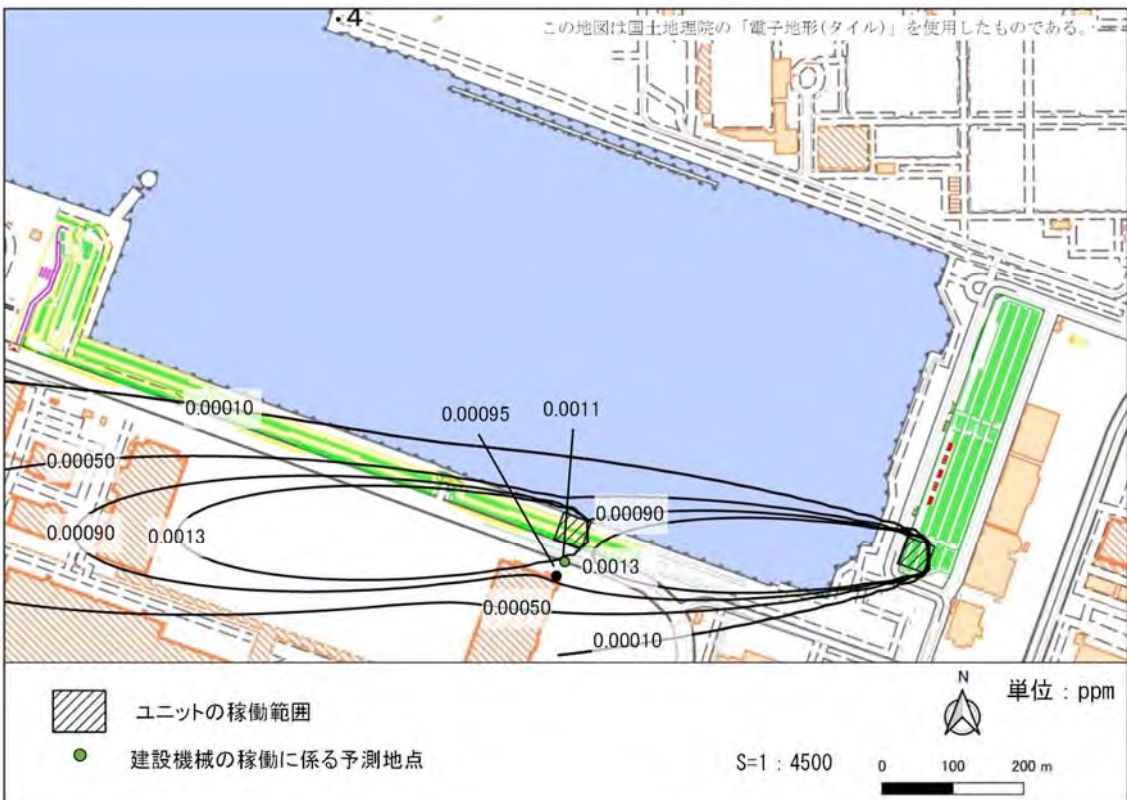 4
この地図は国土地理院の「電子地形(タイル)」を使用したものである。
0.00010
0.00095
0.0011
0.00050
0.00090
0.00090
0.0013
0.0013
0.00050
0.00010
N
単位：ppm
ユニットの稼働範囲
建設機械の稼働に係る予測地点
S=1：4500
0 100 200 m